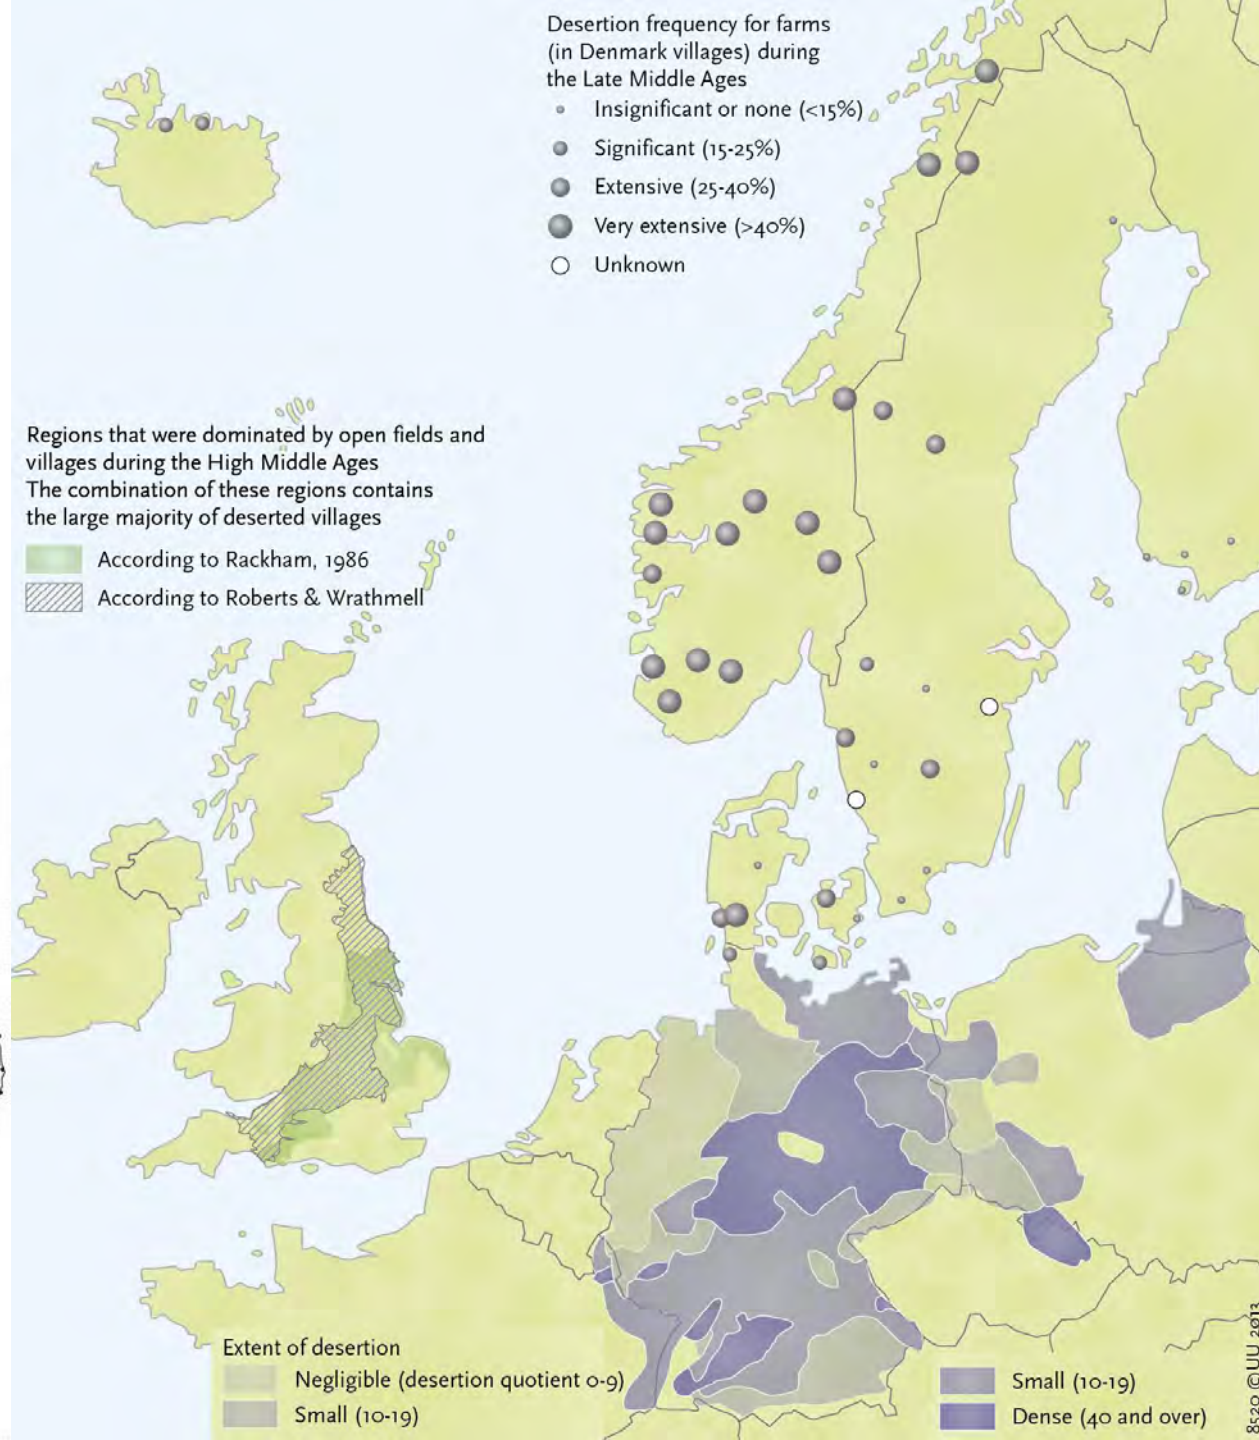 Desertion frequency for farms
(in Denmark villages) during
the Late Middle Ages
Insignificant or none (<15%)
Significant (15-25%)
Extensive (25-40%)
Very extensive (>40%)
Unknown
Regions that were dominated by open fields and
villages during the High Middle Ages
The combination of these regions contains
the large majority of deserted villages
According to Rackham, 1986
According to Roberts & Wrathmell
Extent of desertion
Negligible (desertion quotient 0-9)
Small (10-19)
Small (10-19)
Dense (40 and over)
8520 ©UU 2013